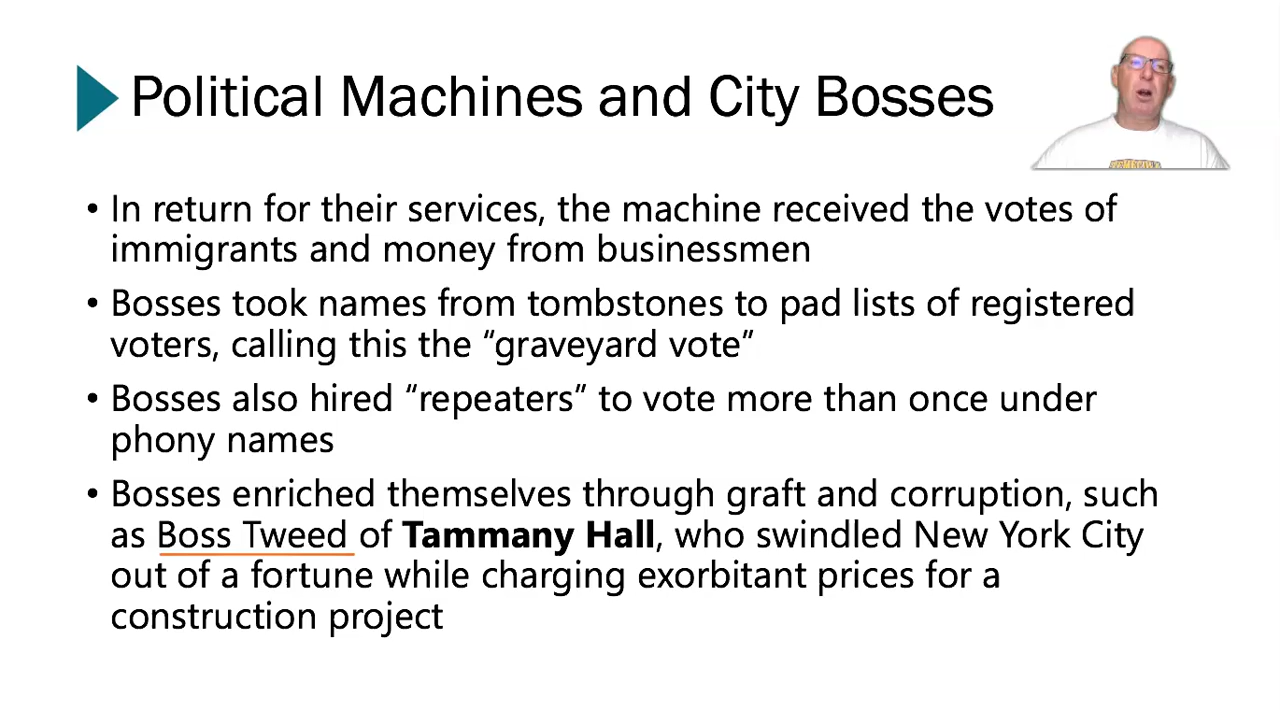 Political Machines and City Bosses
• In return for their services, the machine received the votes of
immigrants and money from businessmen
• Bosses took names from tombstones to pad lists of registered
voters, calling this the “graveyard vote”
• Bosses also hired “repeaters” to vote more than once under
phony names
• Bosses enriched themselves through graft and corruption, such
as Boss Tweed of Tammany Hall, who swindled New York City
out of a fortune while charging exorbitant prices for a
construction project